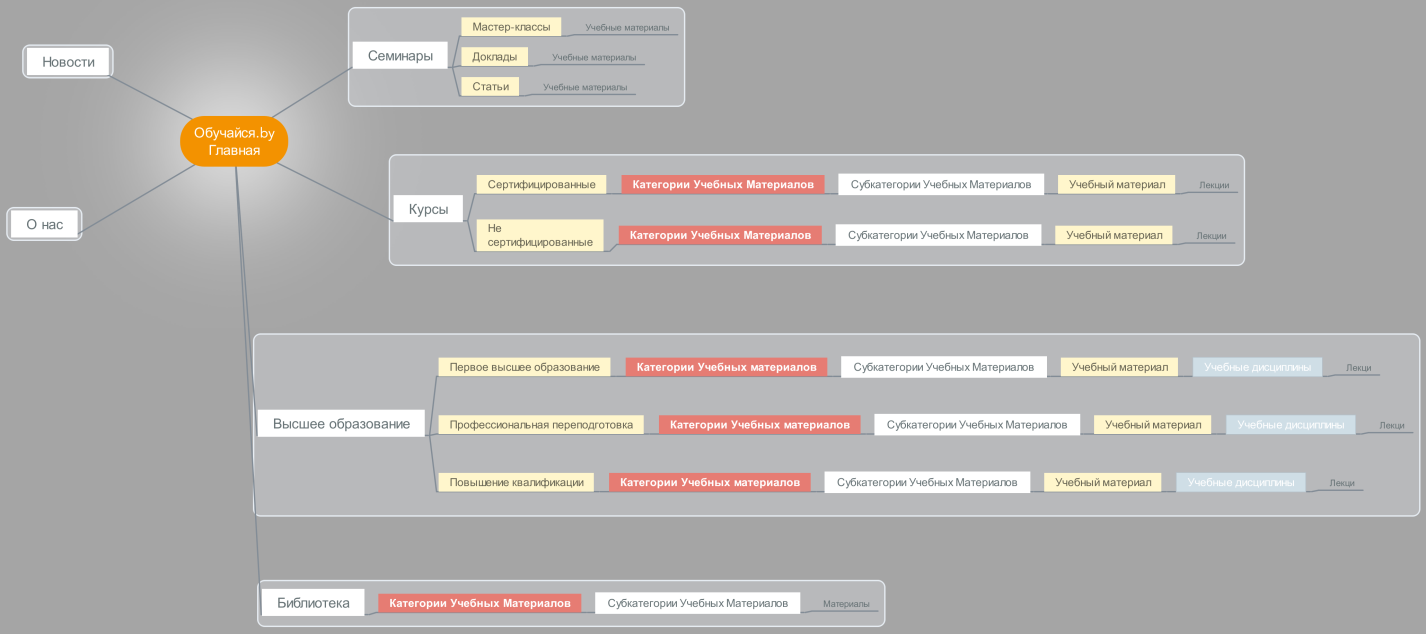 Новости
Обучайся.by
Главная
О нас
Семинары
Мастер-классы
Учебные материалы
Доклады
Учебные материалы
Статьи
Учебные материалы
Курсы
Сертифицированные
Категории Учебных Материалов
Субкатегории Учебных Материалов
Учебный материал
Лекции
Не
сертифицированные
Категории Учебных Материалов
Субкатегории Учебных Материалов
Учебный материал
Лекции
Высшее образование
Первое высшее образование
Категории Учебных материалов
Субкатегории Учебных Материалов
Учебный материал
Учебные дисциплины
Лекци
Профессиональная переподготовка
Категории Учебных материалов
Субкатегории Учебных Материалов
Учебный материал
Учебные дисциплины
Лекци
Повышение квалификации
Категории Учебных материалов
Субкатегории Учебных Материалов
Учебный материал
Учебные дисциплины
Лекци
Библиотека
Категории Учебных Материалов
Субкатегории Учебных Материалов
Материалы